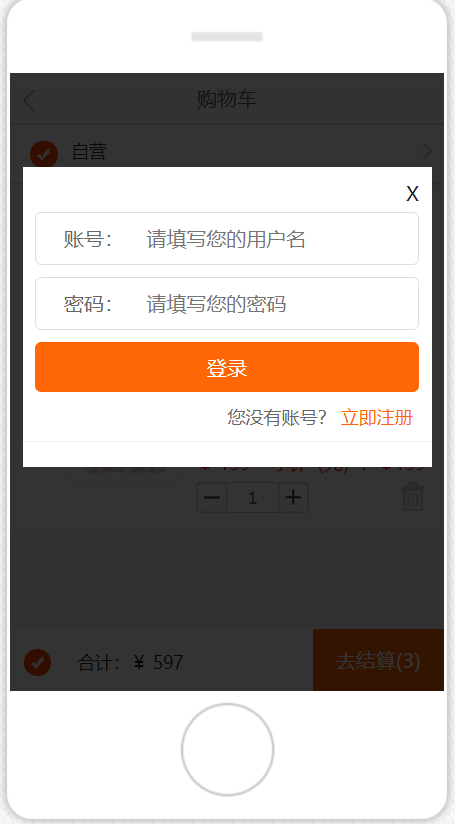 购物车
自营
X
账号： 请填写您的用户名
密码： 请填写您的密码
登录
您没有账号？ 立即注册
1
合计：¥ 597
去结算(3)